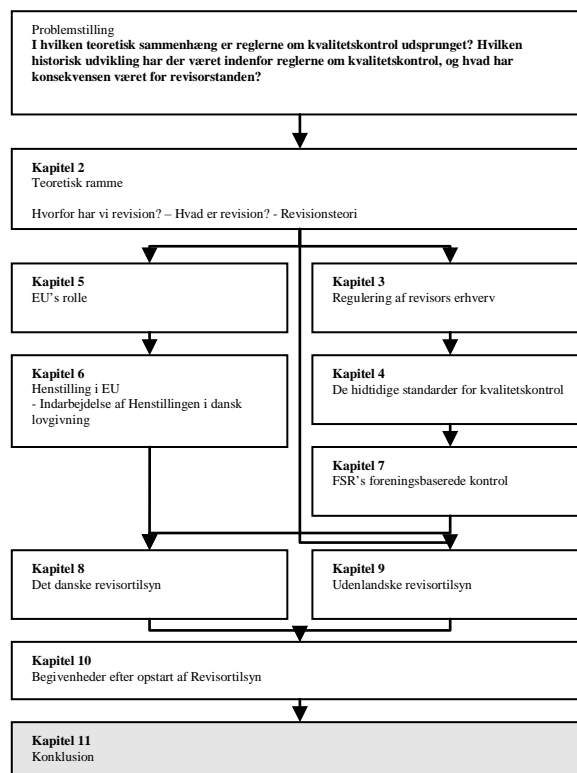 Problemstilling
I hvilken teoretisk sammenhæng er reglerne om kvalitetskontrol udsprunget? Hvilken
historisk udvikling har der været indenfor reglerne om kvalitetskontrol, og hvad har
konsekvensen været for revisorstanden?
Kapitel 2
Teoretisk ramme
Hvorfor har vi revision? – Hvad er revision? - Revisionsteori
Kapitel 5
EU’s rolle
Kapitel 3
Regulering af revisors erhverv
Kapitel 6
Henstilling i EU
- Indarbejdelse af Henstillingen i dansk
lovgivning
Kapitel 4
De hidtidige standarder for kvalitetskontrol
Kapitel 7
FSR’s foreningsbaserede kontrol
Kapitel 8
Det danske revisortilsyn
Kapitel 9
Udenlandske revisortilsyn
Kapitel 10
Begivenheder efter opstart af Revisortilsyn
Kapitel 11
Konklusion